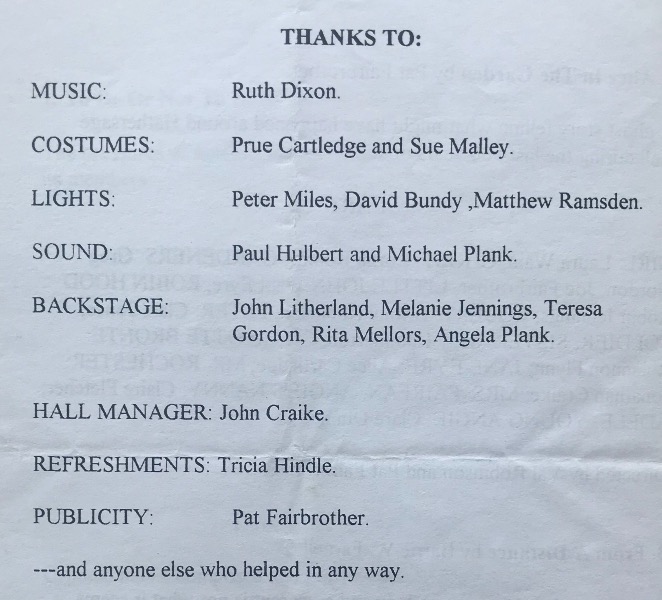 THANKS TO:
MUSIC: Ruth Dixon.
COSTUMES: Prue Cartledge and Sue Malley.
LIGHTS: Peter Miles, David Bundy ,Matthew Ramsden.
SOUND: Paul Hulbert and Michael Plank.
BACKSTAGE: John Litherland, Melanie Jennings, Teresa
Gordon, Rita Mellors, Angela Plank.
HALL MANAGER: John Craike.
REFRESHMENTS: Tricia Hindle.
PUBLICITY: Pat Fairbrother.
---and anyone else who helped in any way.